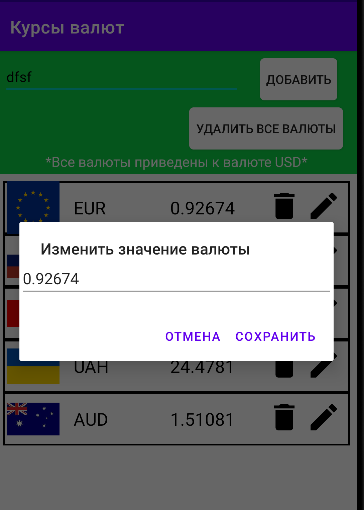 Курсы валют
dfsf
ДОБАВИТЬ
УДАЛИТЬ ВСЕ ВАЛЮТЫ
*Все валюты приведены к валюте USD*
EUR 0.92674
Изменить значение валюты
0.92674
ОТМЕНА СОХРАНИТЬ
UAH 24.4781
AUD 1.51081